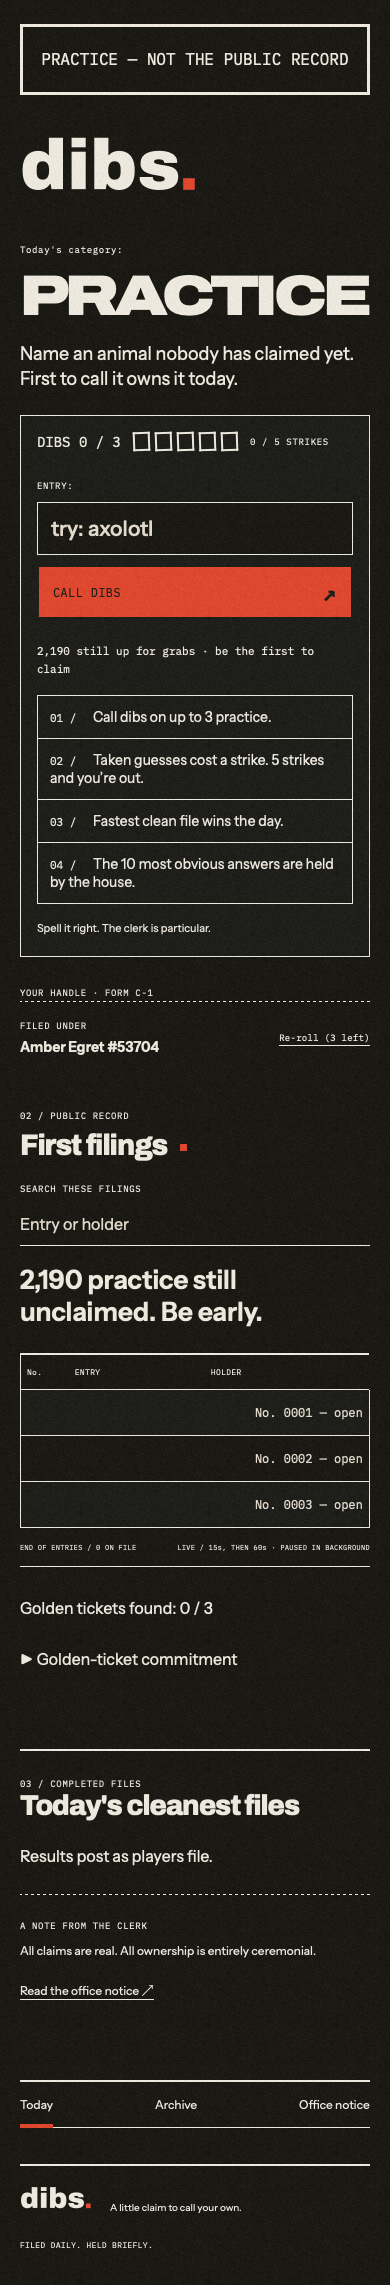 PRACTICE — NOT THE PUBLIC RECORD
dibs.
Today's category:
PRACTICE
Name an animal nobody has claimed yet.
First to call it owns it today.
DIBS 0 / 3
0 / 5 STRIKES
ENTRY:
try: axolotl
CALL DIBS ↗
2,190 still up for grabs · be the first to
claim
01 / Call dibs on up to 3 practice.
02 / Taken guesses cost a strike. 5 strikes
and you're out.
03 / Fastest clean file wins the day.
04 / The 10 most obvious answers are held
by the house.
Spell it right. The clerk is particular.
YOUR HANDLE · FORM C-1
FILED UNDER
Amber Egret #53704
Re-roll (3 left)
02 / PUBLIC RECORD
First filings
SEARCH THESE FILINGS
Entry or holder
2,190 practice still
unclaimed. Be early.
No. ENTRY HOLDER
No. 0001 — open
No. 0002 — open
No. 0003 — open
END OF ENTRIES / 0 ON FILE
LIVE / 15s, THEN 60s · PAUSED IN BACKGROUND
Golden tickets found: 0 / 3
▶ Golden-ticket commitment
03 / COMPLETED FILES
Today's cleanest files
Results post as players file.
A NOTE FROM THE CLERK
All claims are real. All ownership is entirely ceremonial.
Read the office notice ↗
Today Archive Office notice
dibs. A little claim to call your own.
FILED DAILY. HELD BRIEFLY.